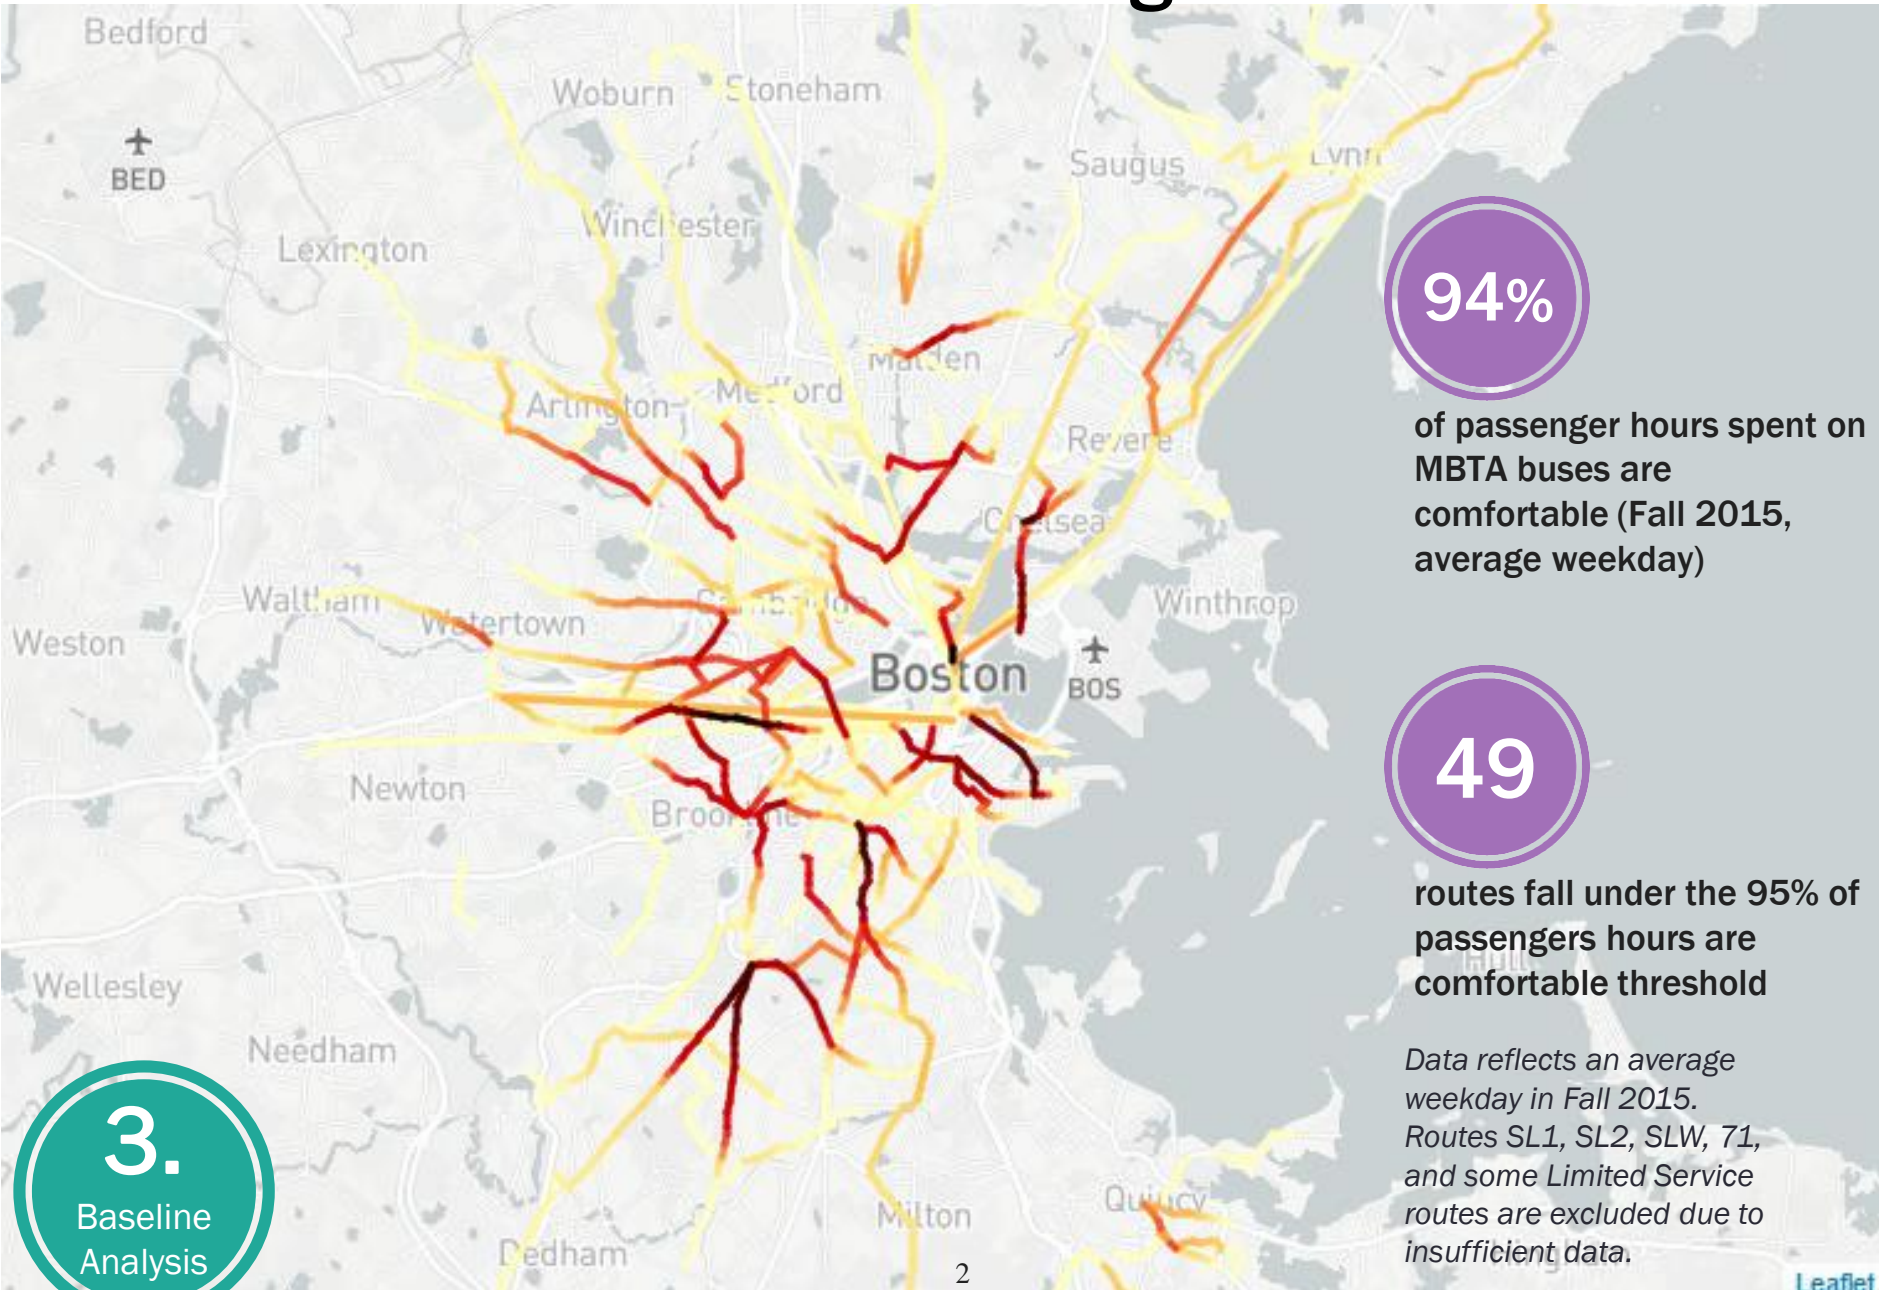 g
Bedford
Woburn
Stoneham
BED
Saugus
Lynn
Winchester
Lexington
94%
Malden
Medford
Arlington
of passenger hours spent on
MBTA buses are
comfortable (Fall 2015,
average weekday)
Revere
Chelsea
Waltham
Cambridge
Winthrop
Watertown
Weston
Boston
BOS
49
Newton
Brookline
routes fall under the 95% of
passengers hours are
comfortable threshold
Hull
Wellesley
Needham
Data reflects an average
weekday in Fall 2015.
Routes SL1, SL2, SLW, 71,
and some Limited Service
routes are excluded due to
insufficient data.
3.
Baseline
Analysis
Quincy
Milton
Dedham
2
Leaflet